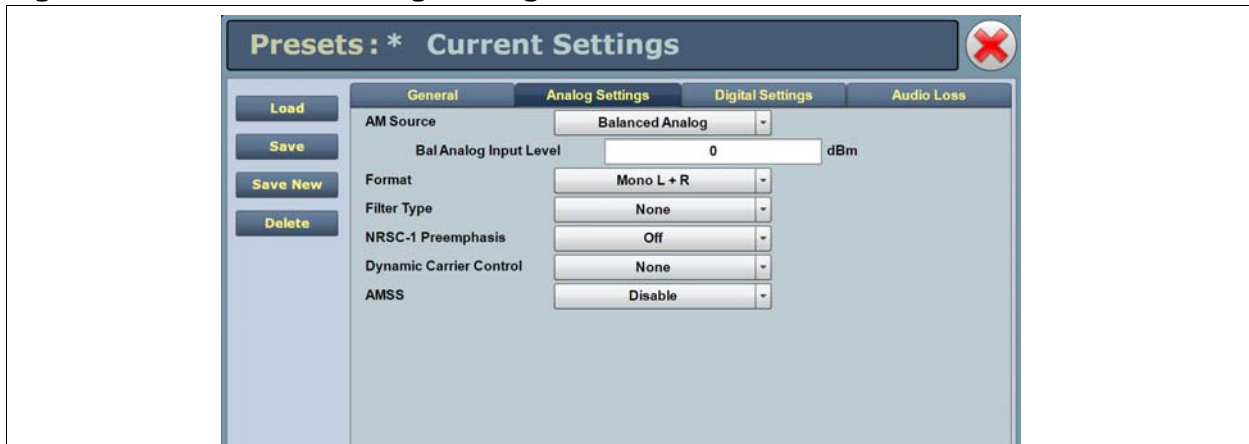 Presets:* Current Settings
Load
Save
Save New
Delete
General Analog Settings Digital Settings Audio Loss
AM Source Balanced Analog
Bal Analog Input Level 0 dBm
Format Mono L + R
Filter Type None
NRSC-1 Preemphasis Off
Dynamic Carrier Control None
AMSS Disable